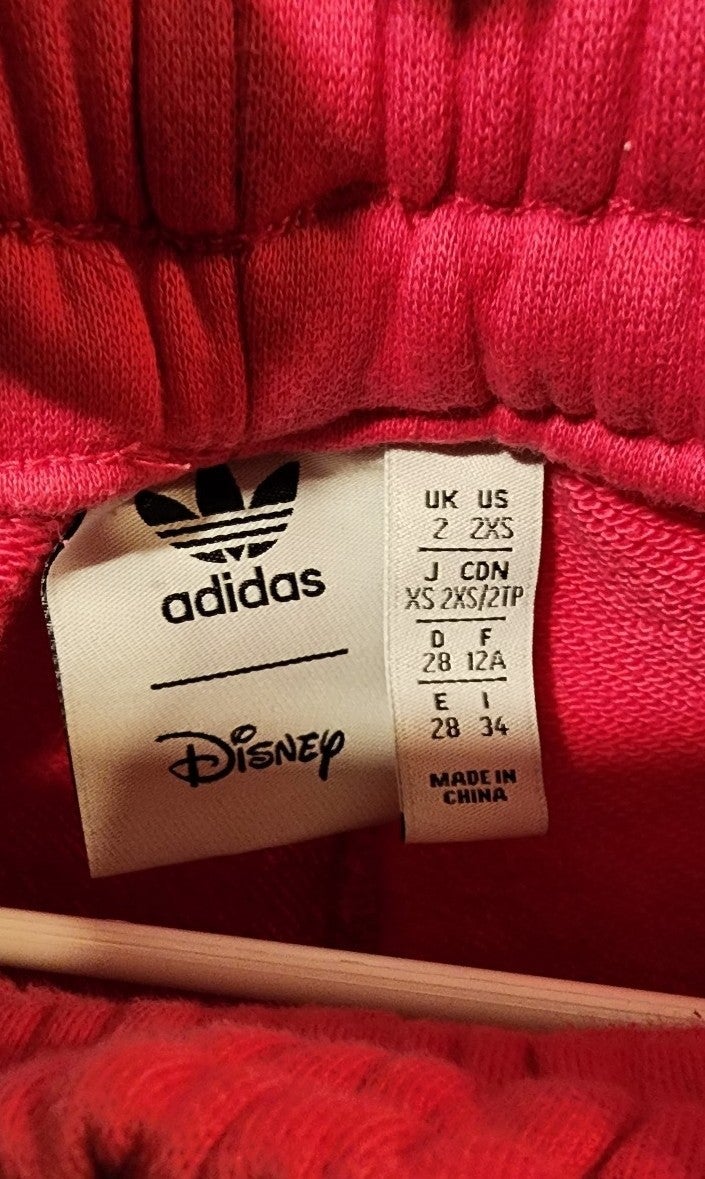 adidas
Disney
UK US
2 2XS
J CDN
XS 2XS/2TP
D F
28 12A
E I
28 34
MADE IN
CHINA